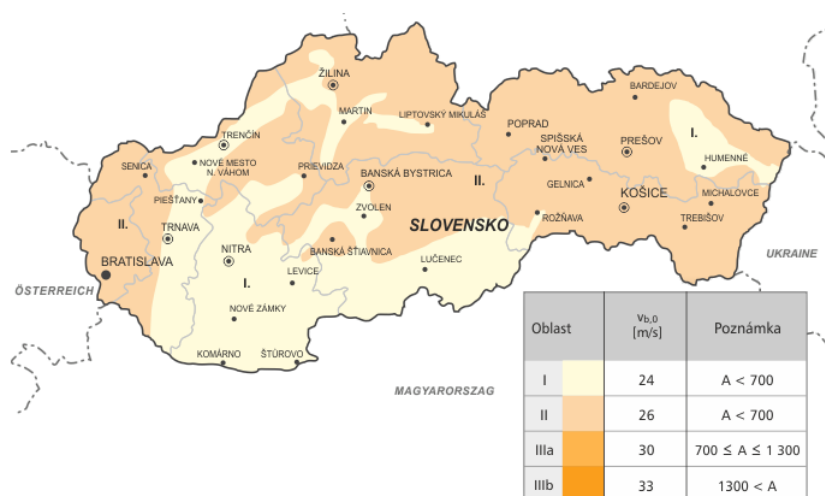 ŽILINA
BARDEJOV
MARTIN
LIPTOVSKÝ MIKULÁŠ
POPRAD
I.
TRENČÍN
SPIŠSKÁ
NOVÁ VES
PREŠOV
SENICA
NOVÉ MESTO
N. VÁHOM
PRIEVIDZA
BANSKÁ BYSTRICA
II.
HUMENNÉ
GELNICA
KOŠICE
MICHALOVCE
PIEŠŤANY
ZVOLEN
II.
TRNAVA
SLOVENSKO
ROŽŇAVA
TREBIŠOV
NITRA
BANSKÁ ŠTIAVNICA
BRATISLAVA
I.
LEVICE
LUČENEC
UKRAINE
ÖSTERREICH
NOVÉ ZÁMKY
KOMÁRNO
ŠTÚROVO
MAGYARORSZAG
Oblast
vb,0
[m/s]
Poznámka
I
24
A < 700
II
26
A < 700
IIIa
30
700 ≤ A ≤ 1 300
IIIb
33
1300 < A